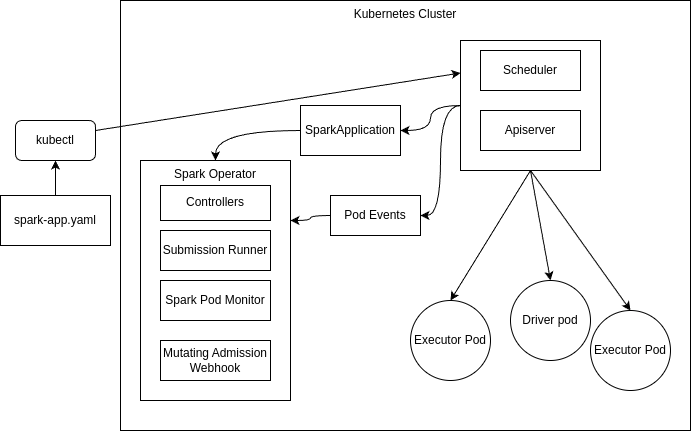 Kubernetes Cluster
Scheduler
Apiserver
kubectl
SparkApplication
spark-app.yaml
Spark Operator
Controllers
Pod Events
Submission Runner
Spark Pod Monitor
Mutating Admission
Webhook
Executor Pod
Driver pod
Executor Pod